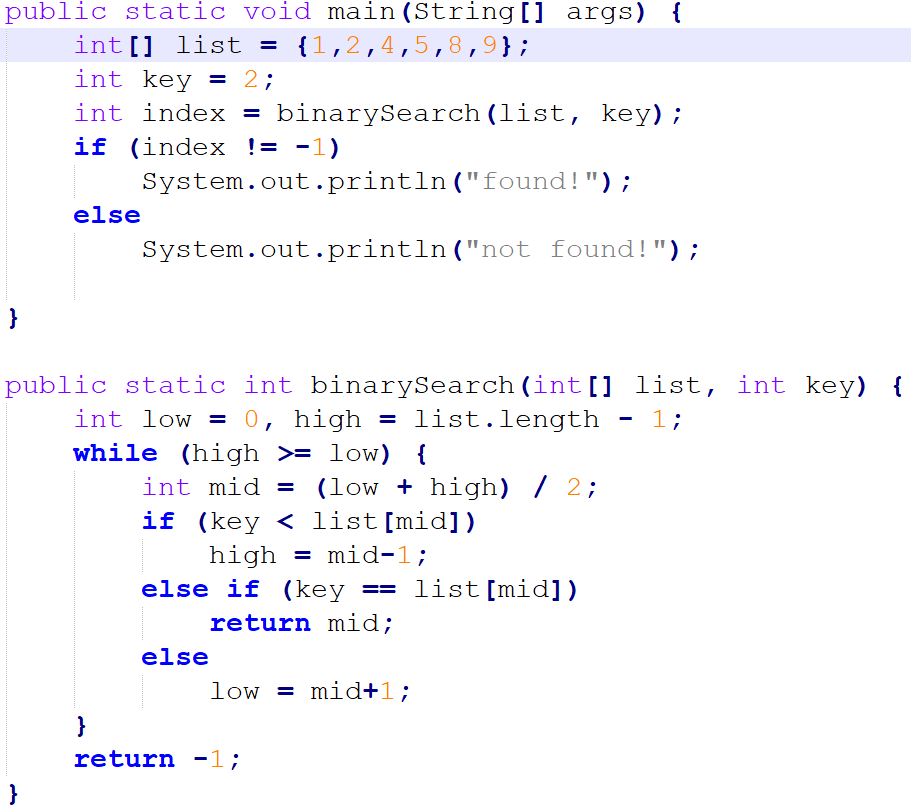 public static void main(String[] args) {
    int[] list = {1,2,4,5,8,9};
    int key = 2;
    int index = binarySearch(list, key);
    if (index != -1)
        System.out.println("found!");
    else
        System.out.println("not found!");
}
public static int binarySearch(int[] list, int key) {
    int low = 0, high = list.length - 1;
    while (high >= low) {
        int mid = (low + high) / 2;
        if (key < list[mid])
            high = mid-1;
        else if (key == list[mid])
            return mid;
        else
            low = mid+1;
    }
    return -1;
}